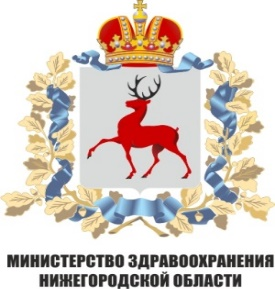 МИНИСТЕРСТВО ЗДРАВООХРАНЕНИЯ
НИЖЕГОРОДСКОЙ ОБЛАСТИ